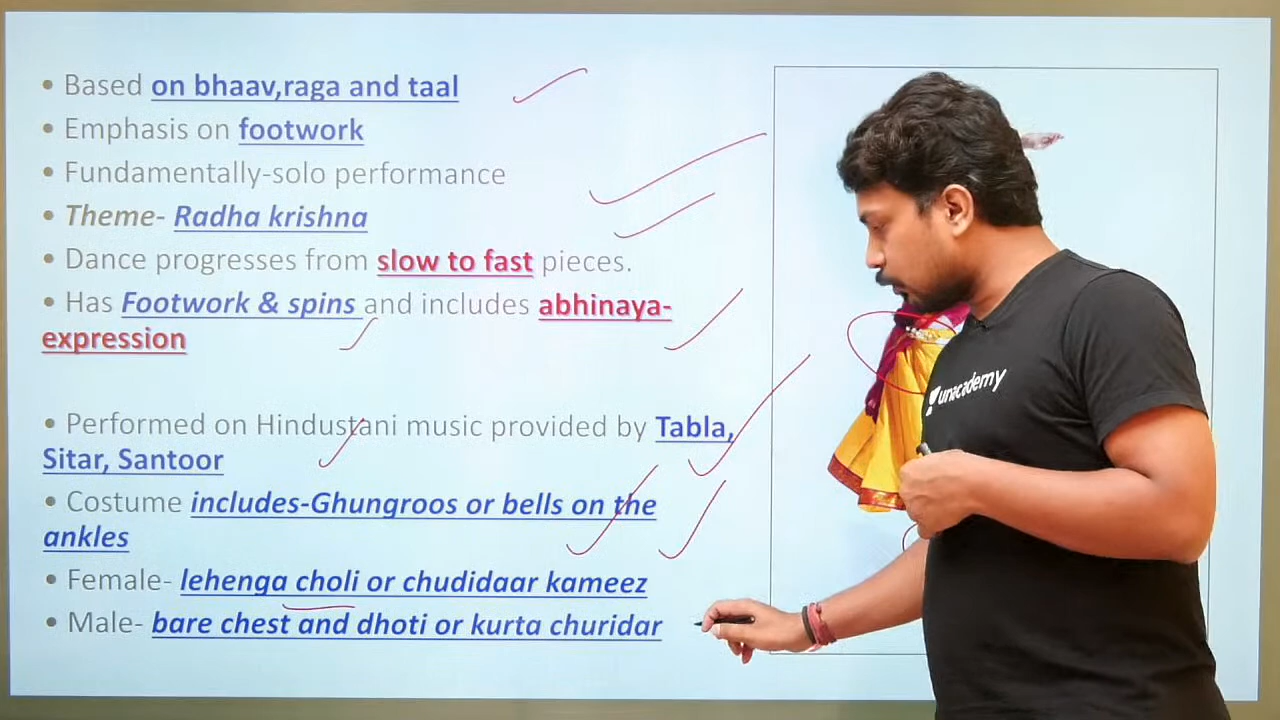 • Based on bhaav,raga and taal
• Emphasis on footwork
• Fundamentally-solo performance
• Theme- Radha krishna
• Dance progresses from slow to fast pieces.
• Has Footwork & spins and includes abhinaya-
expression
• Performed on Hindustani music provided by Tabla,
Sitar, Santoor
• Costume includes-Ghungroos or bells on the
ankles
• Female- lehenga choli or chudidaar kameez
• Male- bare chest and dhoti or kurta churidar
unacademy